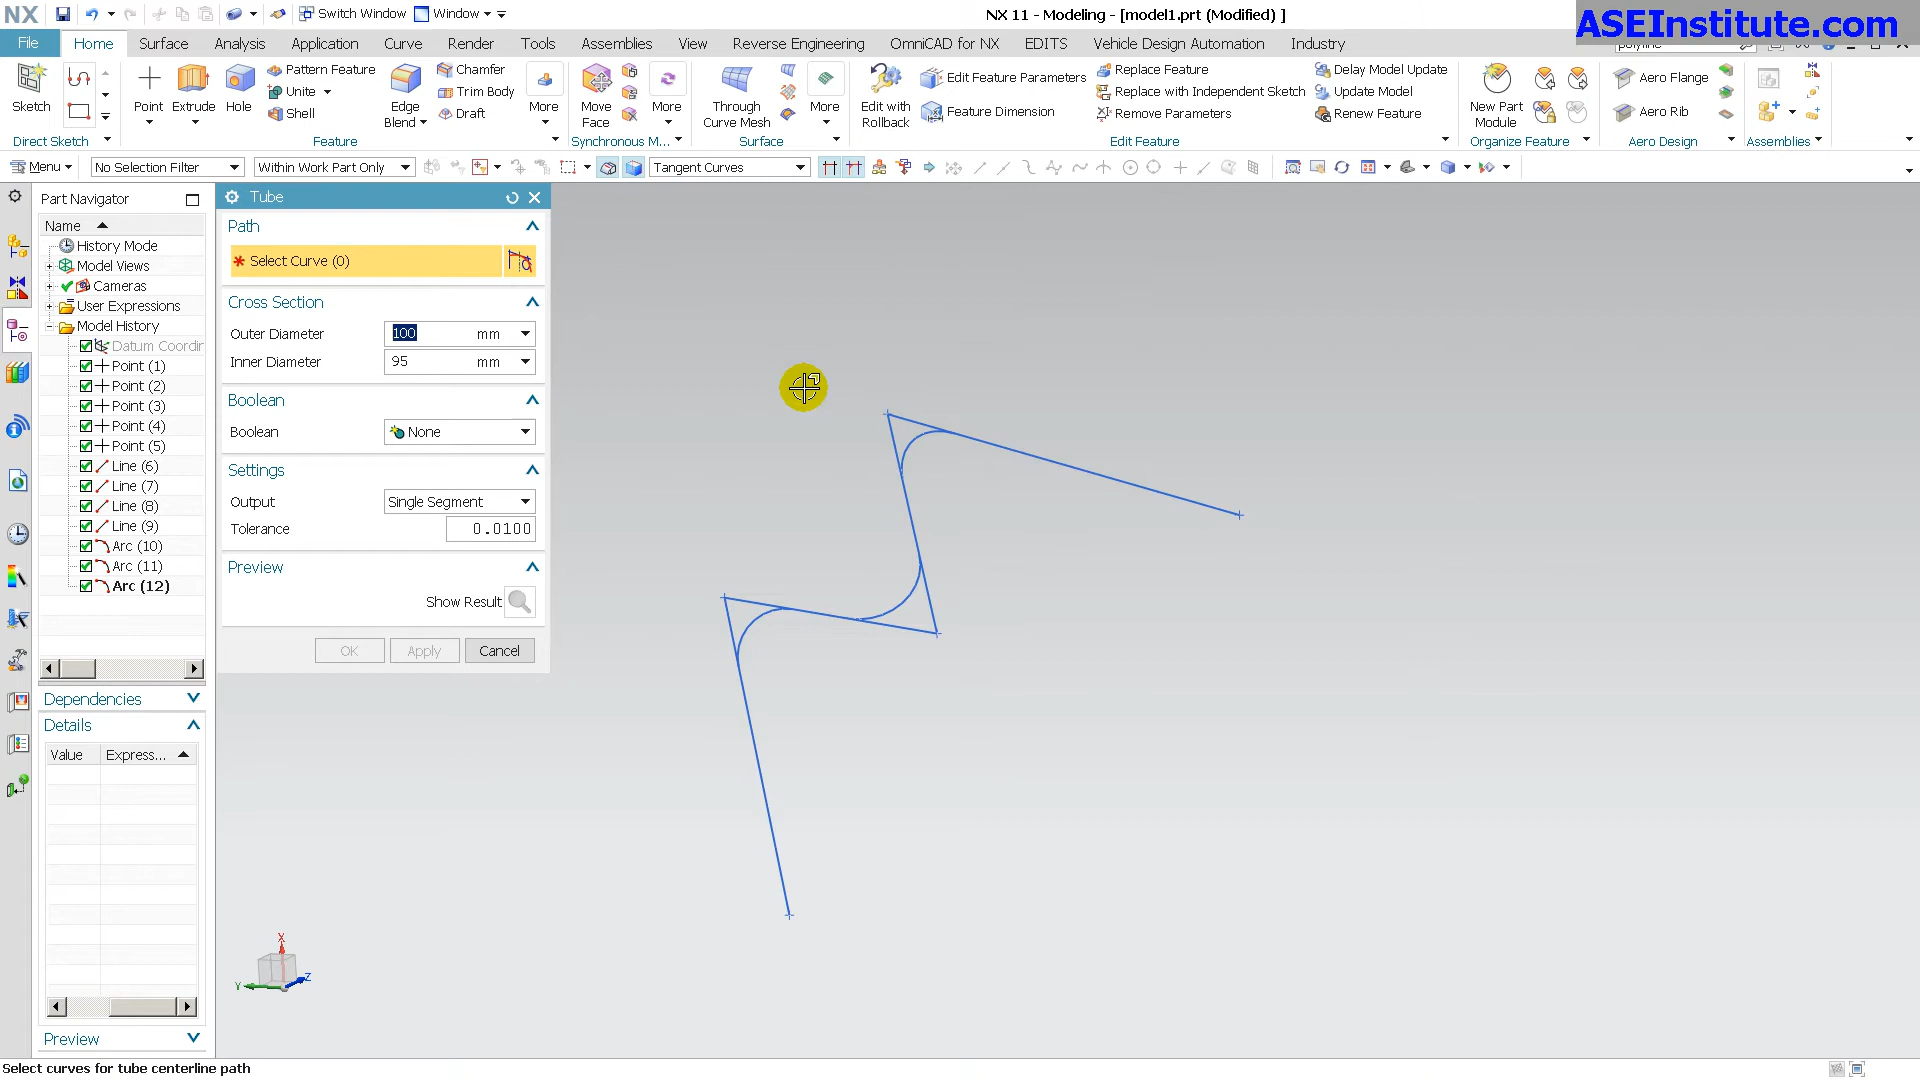 NX Switch Window Window NX 11 - Modeling - [model1.prt (Modified) ] ASEInstitute.com
File Home Surface Analysis Application Curve Render Tools Assemblies View Reverse Engineering OmniCAD for NX EDITS Vehicle Design Automation Industry
Sketch Point Extrude Hole Pattern Feature Unite Shell Edge Blend Chamfer Trim Body Draft More Move Face More Through Curve Mesh More Edit with Rollback Edit Feature Parameters Feature Dimension Replace Feature Replace with Independent Sketch Remove Parameters Delay Model Update Update Model Renew Feature New Part Module Aero Flange Aero Rib
Direct Sketch Feature Synchronous M... Surface Edit Feature Organize Feature Aero Design Assemblies
Menu No Selection Filter Within Work Part Only Tangent Curves
Part Navigator
Name
History Mode
Model Views
Cameras
User Expressions
Model History
Datum Coordin
Point (1)
Point (2)
Point (3)
Point (4)
Point (5)
Line (6)
Line (7)
Line (8)
Line (9)
Arc (10)
Arc (11)
Arc (12)
Dependencies
Details
Value Express...
Preview
Tube
Path
* Select Curve (0)
Cross Section
Outer Diameter 100 mm
Inner Diameter 95 mm
Boolean
Boolean None
Settings
Output Single Segment
Tolerance 0.0100
Preview
Show Result
OK Apply Cancel
X
Y Z
Select curves for tube centerline path